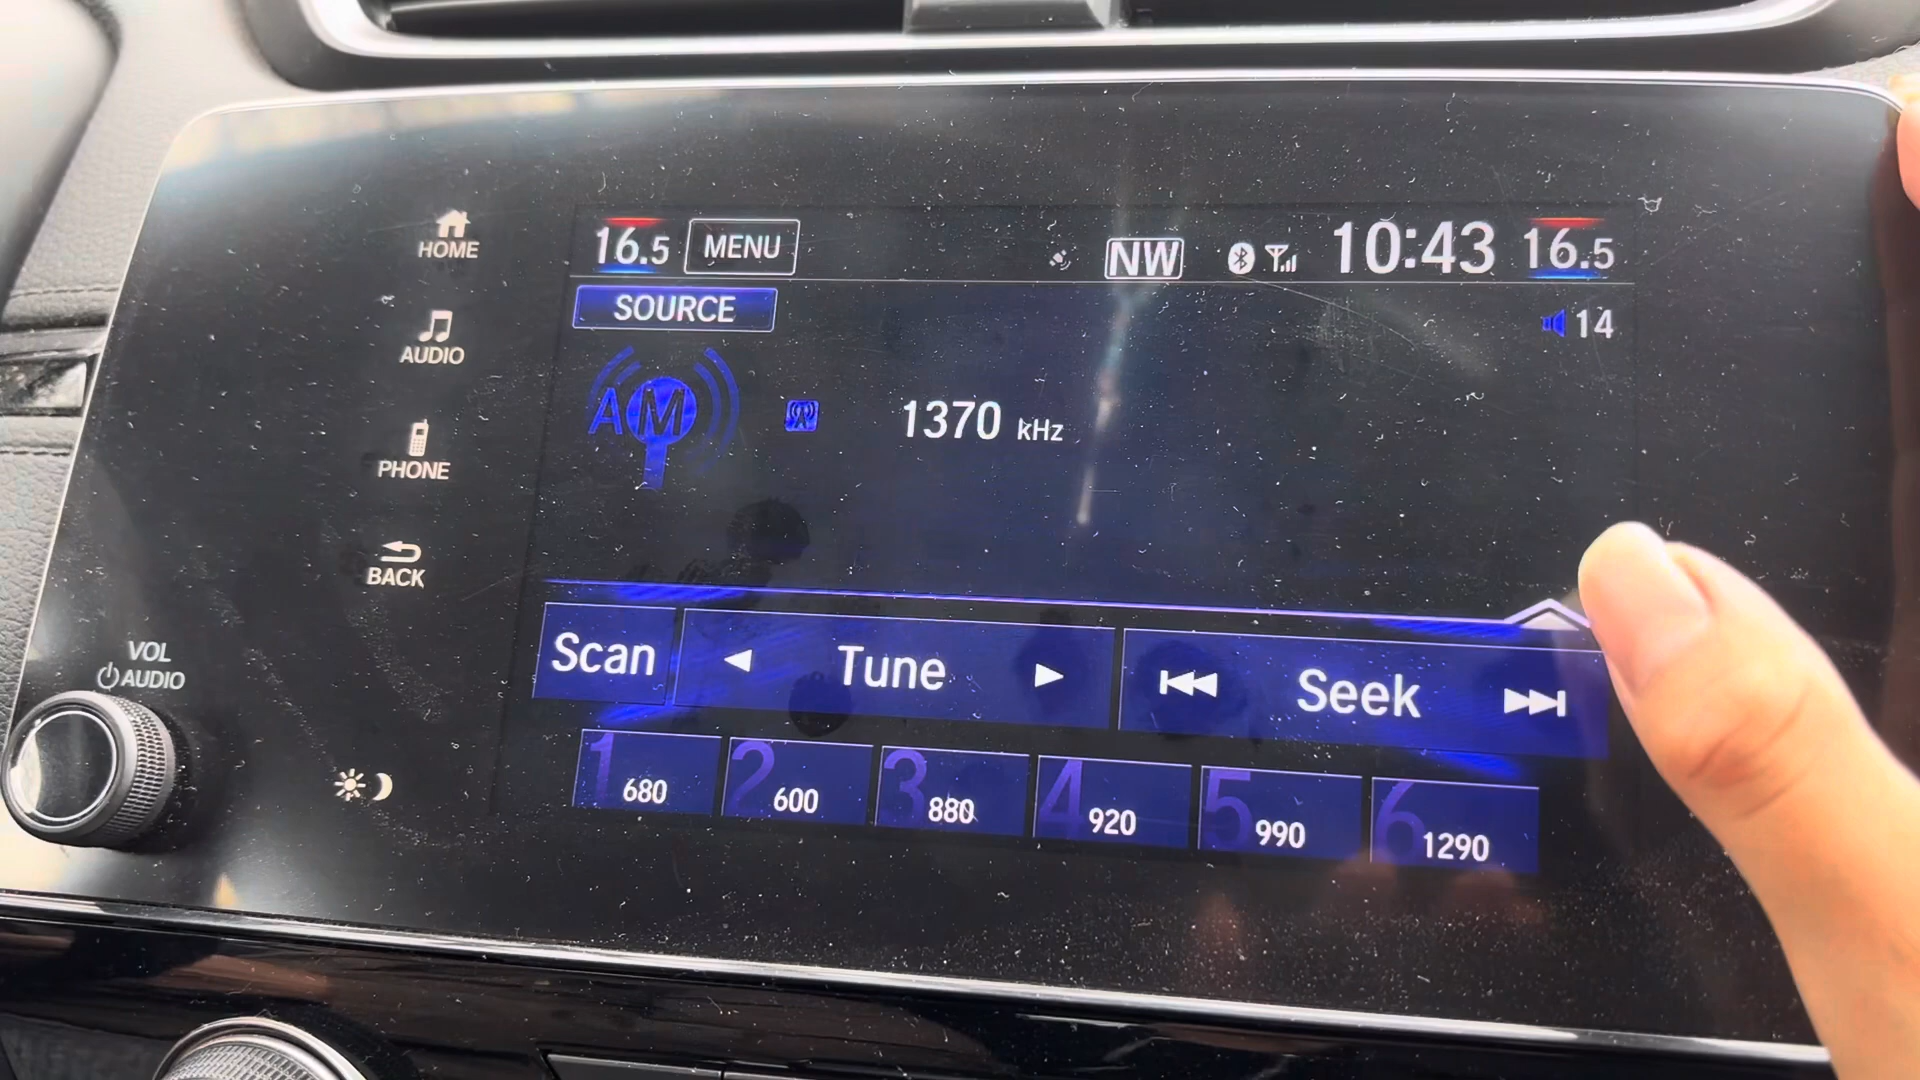 HOME
16.5 MENU NW 10:43 16.5
SOURCE
14
AUDIO
AM 1370 kHz
PHONE
BACK
VOL
AUDIO
Scan Tune Seek
1 680 2 600 3 880 4 920 5 990 6 1290